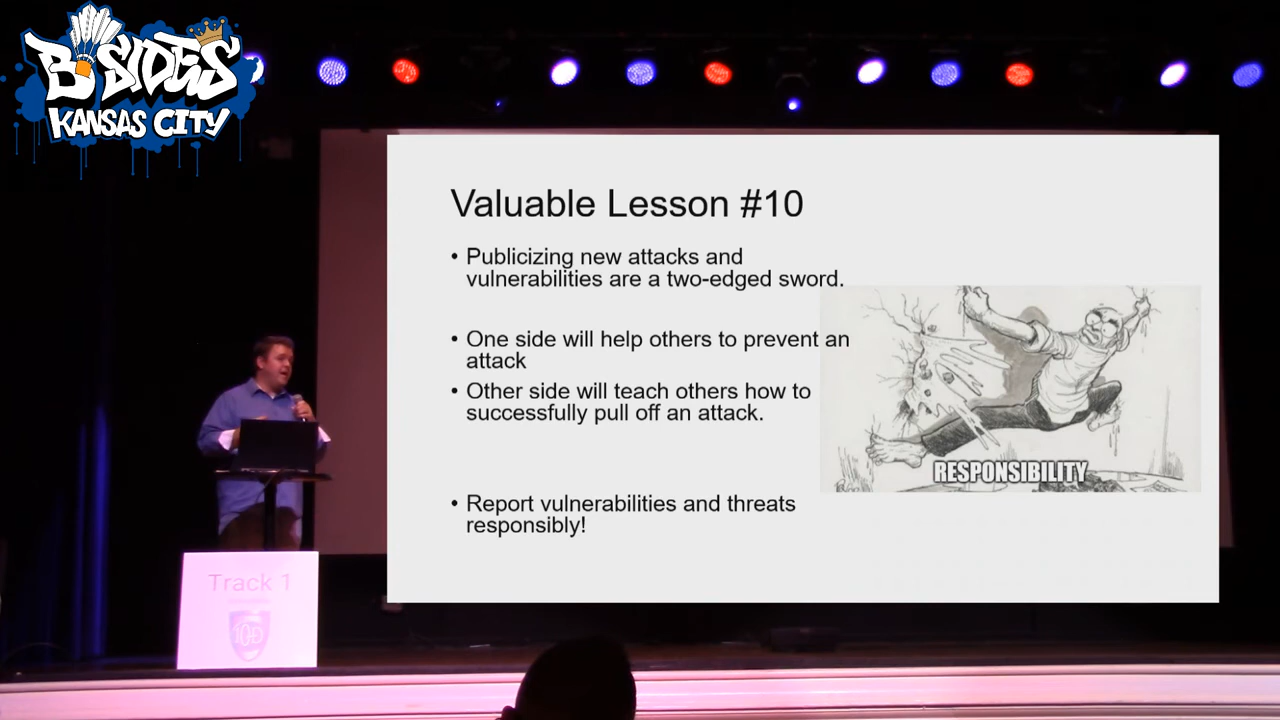 B·SIDES
KANSAS CITY
Valuable Lesson #10
• Publicizing new attacks and
vulnerabilities are a two-edged sword.
• One side will help others to prevent an
attack
• Other side will teach others how to
successfully pull off an attack.
RESPONSIBILITY
• Report vulnerabilities and threats
responsibly!
Track 1